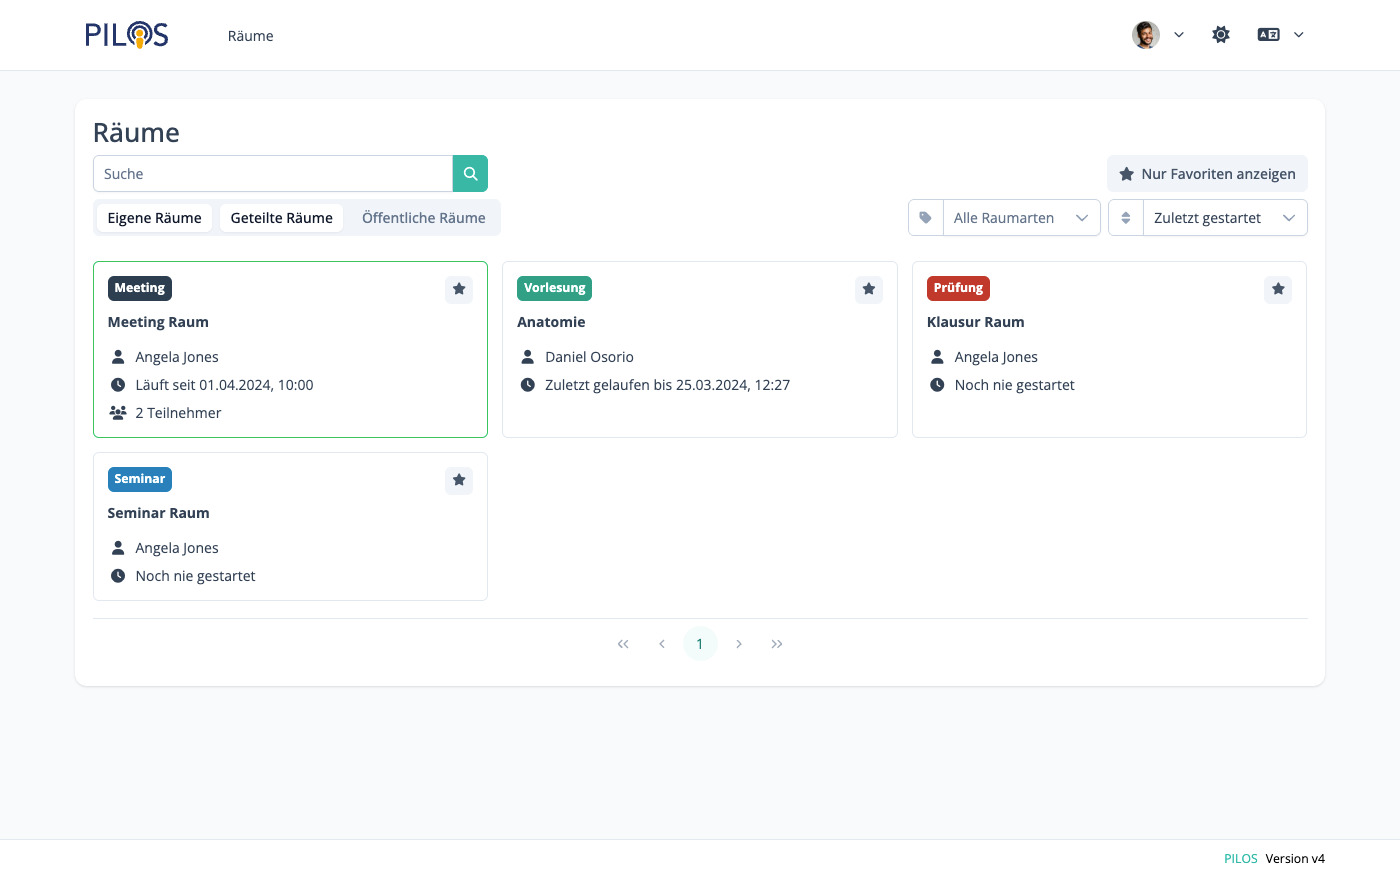 PILOS
Räume
Räume
Suche
Nur Favoriten anzeigen
Eigene Räume Geteilte Räume Öffentliche Räume
Alle Raumarten
Zuletzt gestartet
Meeting
Meeting Raum
Angela Jones
Läuft seit 01.04.2024, 10:00
2 Teilnehmer
Vorlesung
Anatomie
Daniel Osorio
Zuletzt gelaufen bis 25.03.2024, 12:27
Prüfung
Klausur Raum
Angela Jones
Noch nie gestartet
Seminar
Seminar Raum
Angela Jones
Noch nie gestartet
1
PILOS Version v4